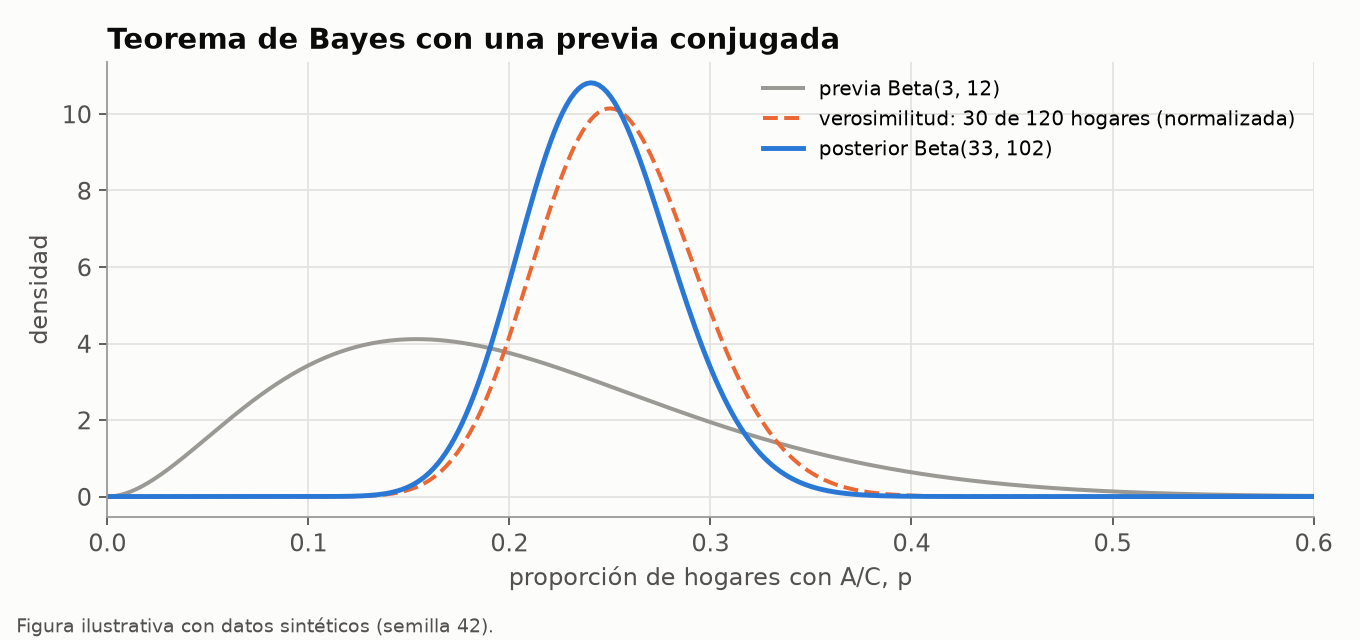 Teorema de Bayes con una previa conjugada
previa Beta(3, 12)
verosimilitud: 30 de 120 hogares (normalizada)
posterior Beta(33, 102)
densidad
10
8
6
4
2
0
0.0 0.1 0.2 0.3 0.4 0.5 0.6
proporción de hogares con A/C, p
Figura ilustrativa con datos sintéticos (semilla 42).